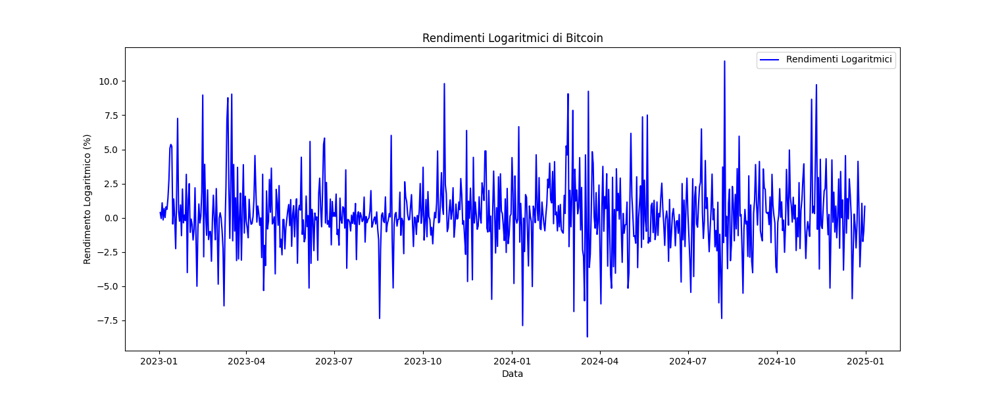 Rendimenti Logaritmici di Bitcoin
Rendimenti Logaritmici
Rendimento Logaritmico (%)
10.0
7.5
5.0
2.5
0.0
−2.5
−5.0
−7.5
2023-01 2023-04 2023-07 2023-10 2024-01 2024-04 2024-07 2024-10 2025-01
Data